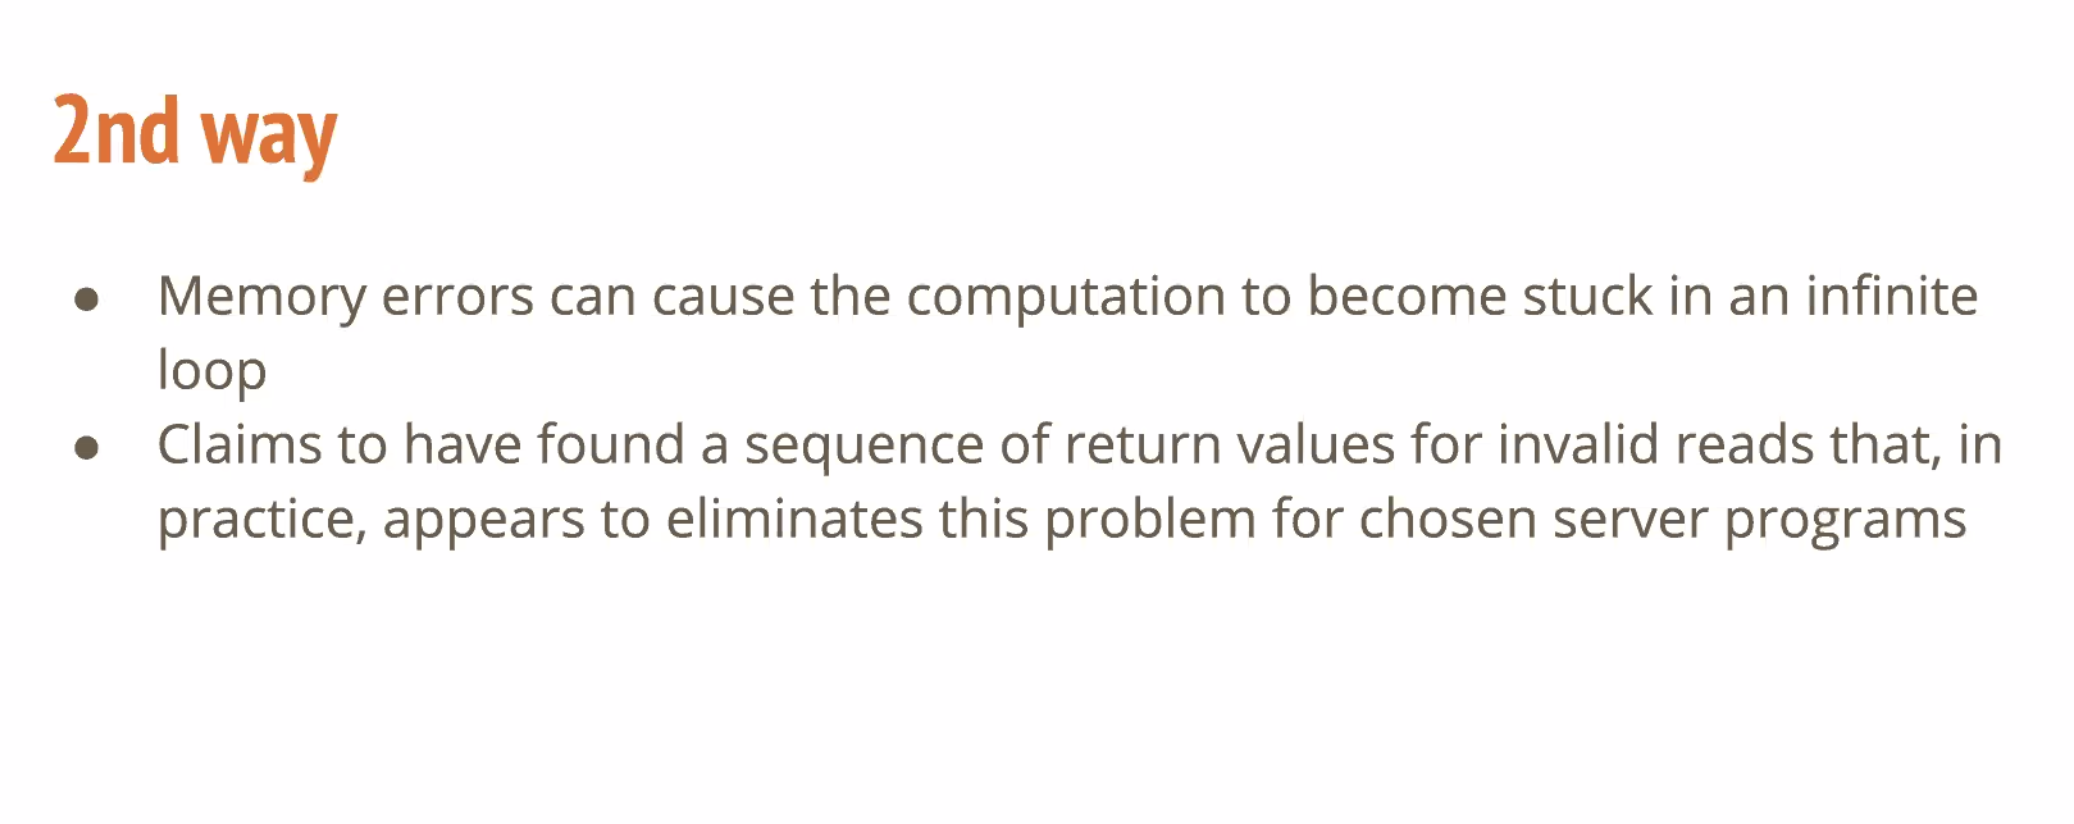 2nd way
● Memory errors can cause the computation to become stuck in an infinite
loop
● Claims to have found a sequence of return values for invalid reads that, in
practice, appears to eliminates this problem for chosen server programs